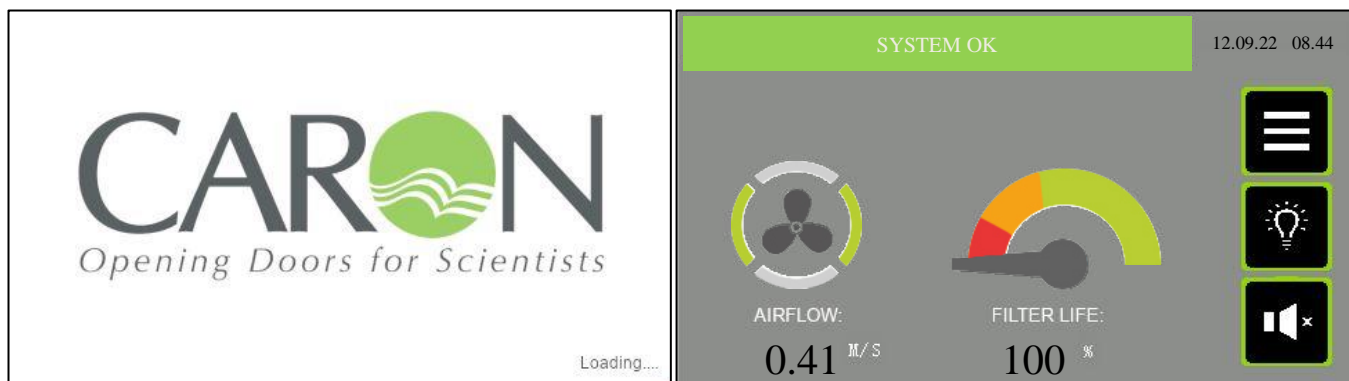 CARON
Opening Doors for Scientists
Loading....
SYSTEM OK
12.09.22 08.44
AIRFLOW:
0.41 M/S
FILTER LIFE:
100 %